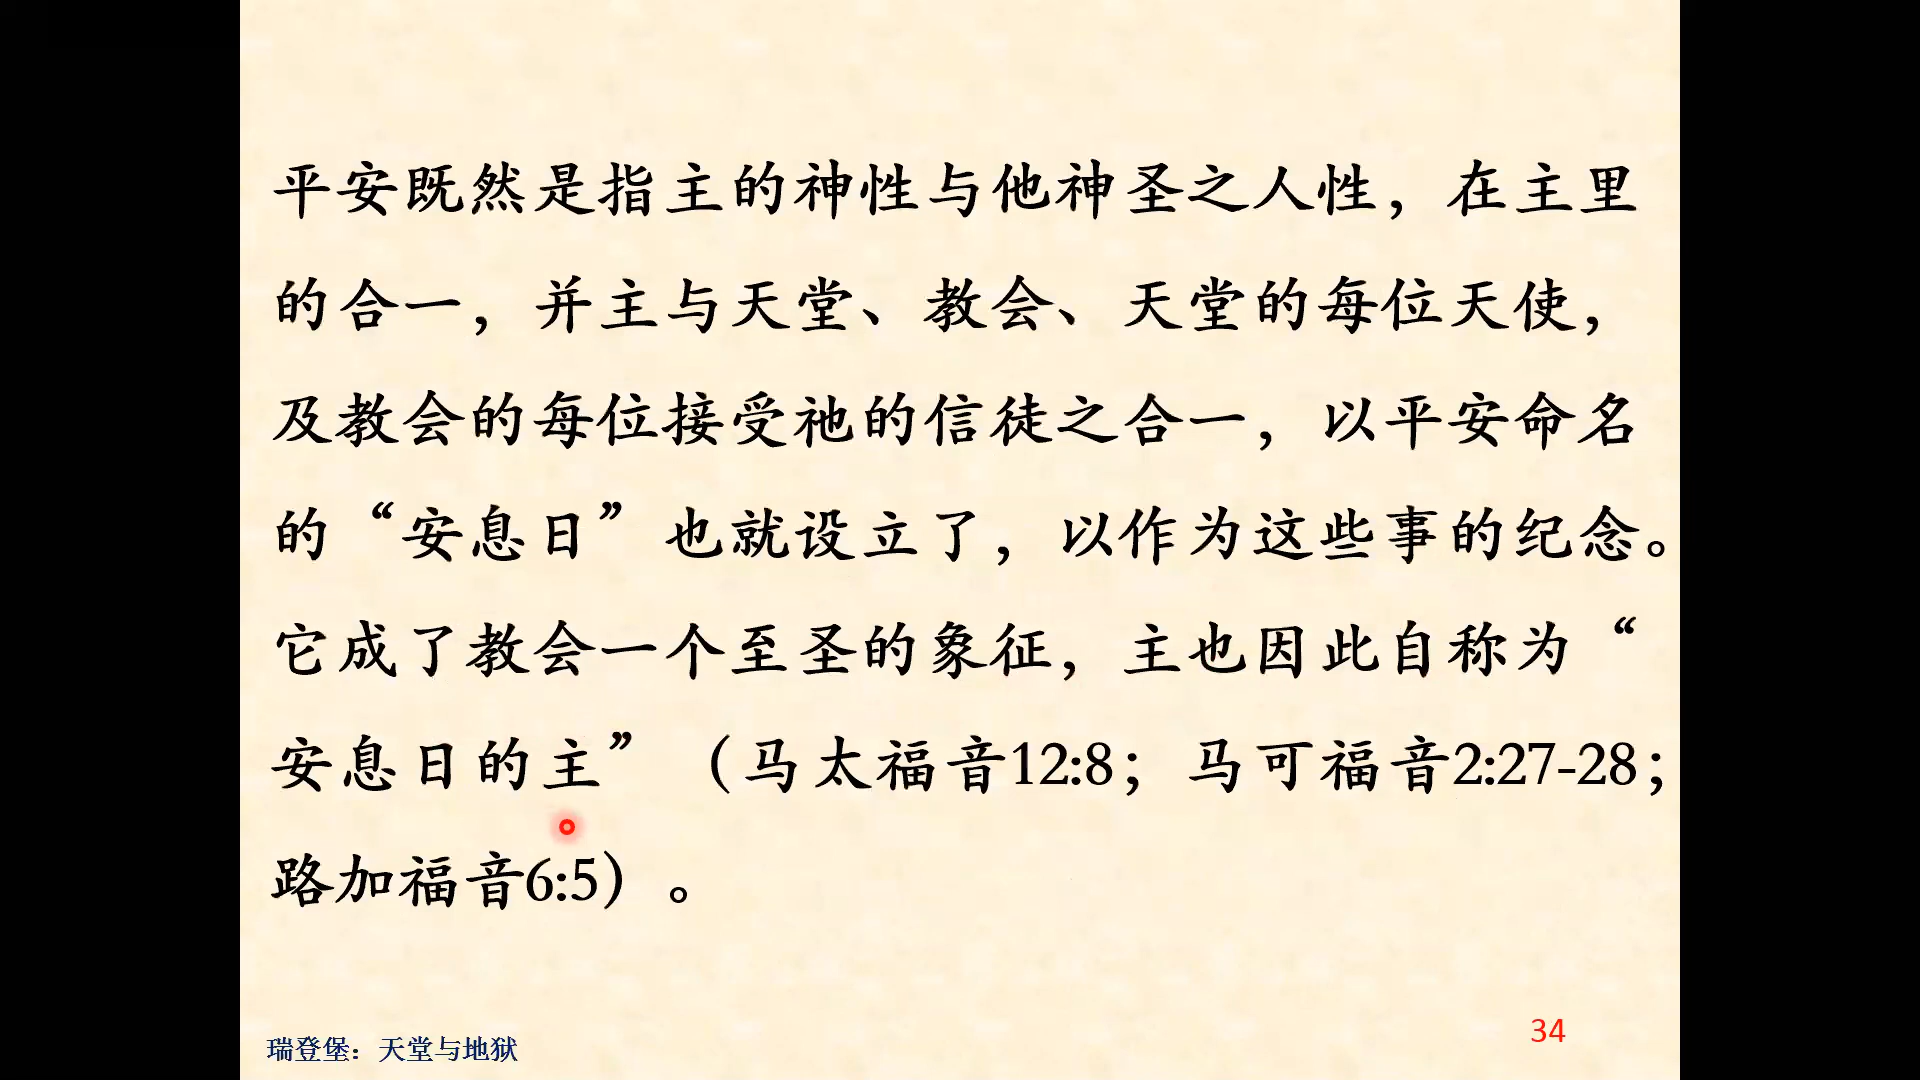 平安既然是指主的神性与他神圣之人性，在主里
的合一，并主与天堂、教会、天堂的每位天使，
及教会的每位接受祂的信徒之合一，以平安命名
的“安息日”也就设立了，以作为这些事的纪念。
它成了教会一个至圣的象征，主也因此自称为“
安息日的主”（马太福音12:8；马可福音2:27-28；
路加福音6:5）。
瑞登堡：天堂与地狱
34